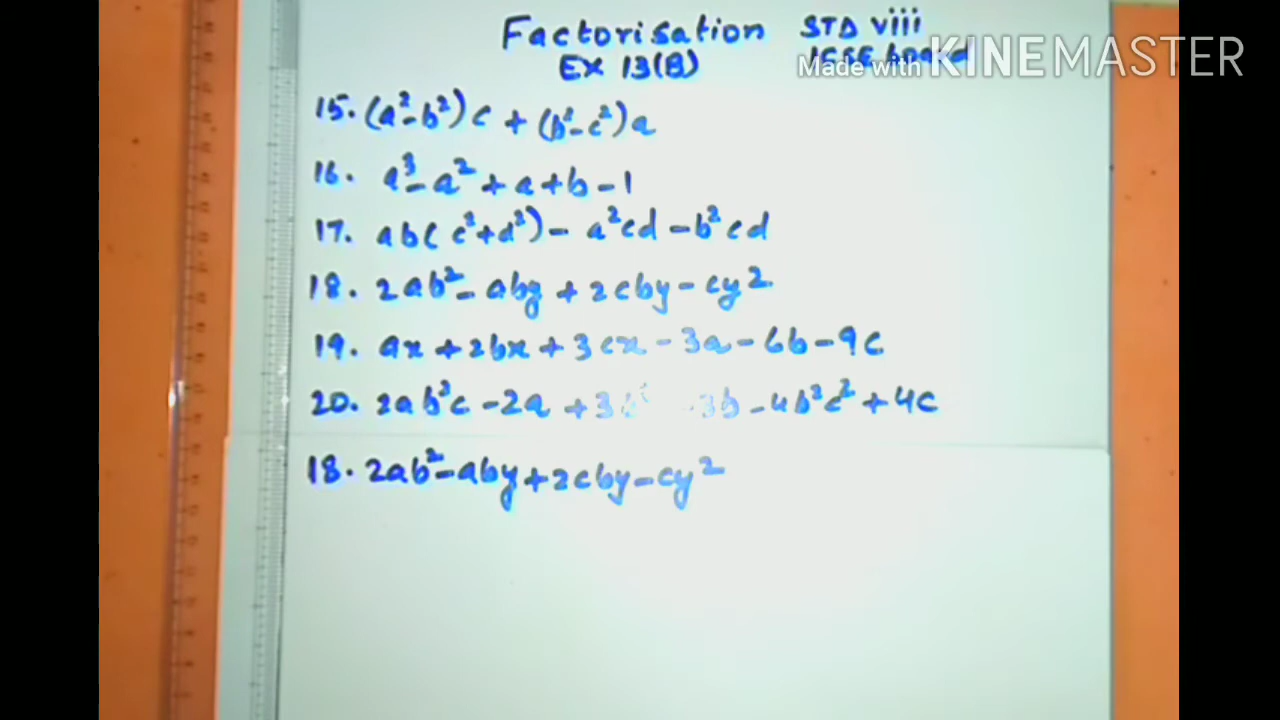 Factorisation STD viii
EX 13(B)
Made with KINEMASTER
15. (a²-b²)c + (b²-c²)a
16. a³-a² + a+b-1
17. ab(c²+d²) - a²cd - b²cd
18. 2ab² - aby + 2cby - cy²
19. ax + 2bx + 3cx - 3a - 6b - 9c
20. 2ab²c - 2a + 3b - 3b - 4b²c² + 4c
18. 2ab² - aby + 2cby - cy²